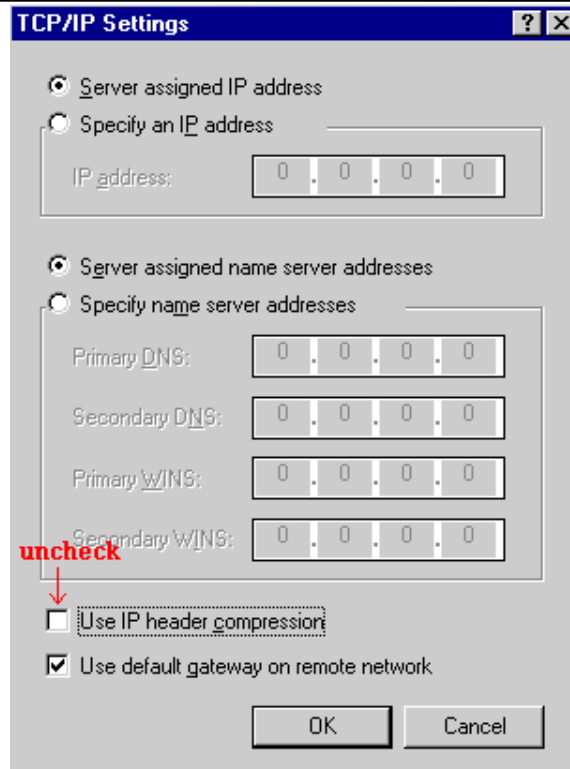 TCP/IP Settings
Server assigned IP address
Specify an IP address
IP address: 0 . 0 . 0 . 0
Server assigned name server addresses
Specify name server addresses
Primary DNS: 0 . 0 . 0 . 0
Secondary DNS: 0 . 0 . 0 . 0
Primary WINS: 0 . 0 . 0 . 0
Secondary WINS: 0 . 0 . 0 . 0
uncheck
Use IP header compression
Use default gateway on remote network
OK Cancel